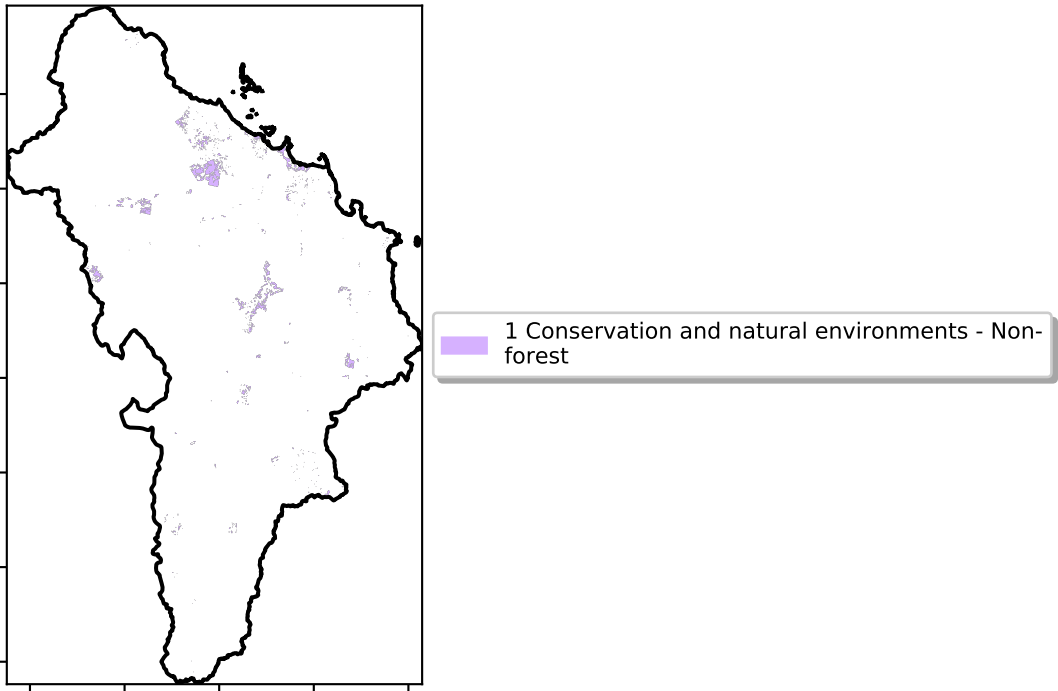 1 Conservation and natural environments - Non-
forest